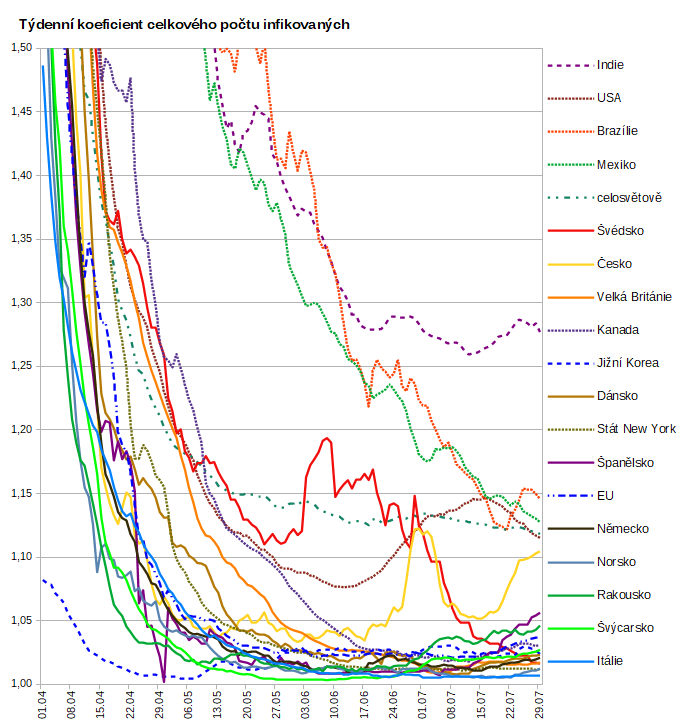 Týdenní koeficient celkového počtu infikovaných
1,50
1,45
1,40
1,35
1,30
1,25
1,20
1,15
1,10
1,05
1,00
01.04
08.04
15.04
22.04
29.04
06.05
13.05
20.05
27.05
03.06
10.06
17.06
24.06
01.07
08.07
15.07
22.07
29.07
Indie
USA
Brazílie
Mexiko
celosvětově
Švédsko
Česko
Velká Británie
Kanada
Jižní Korea
Dánsko
Stát New York
Španělsko
EU
Německo
Norsko
Rakousko
Švýcarsko
Itálie